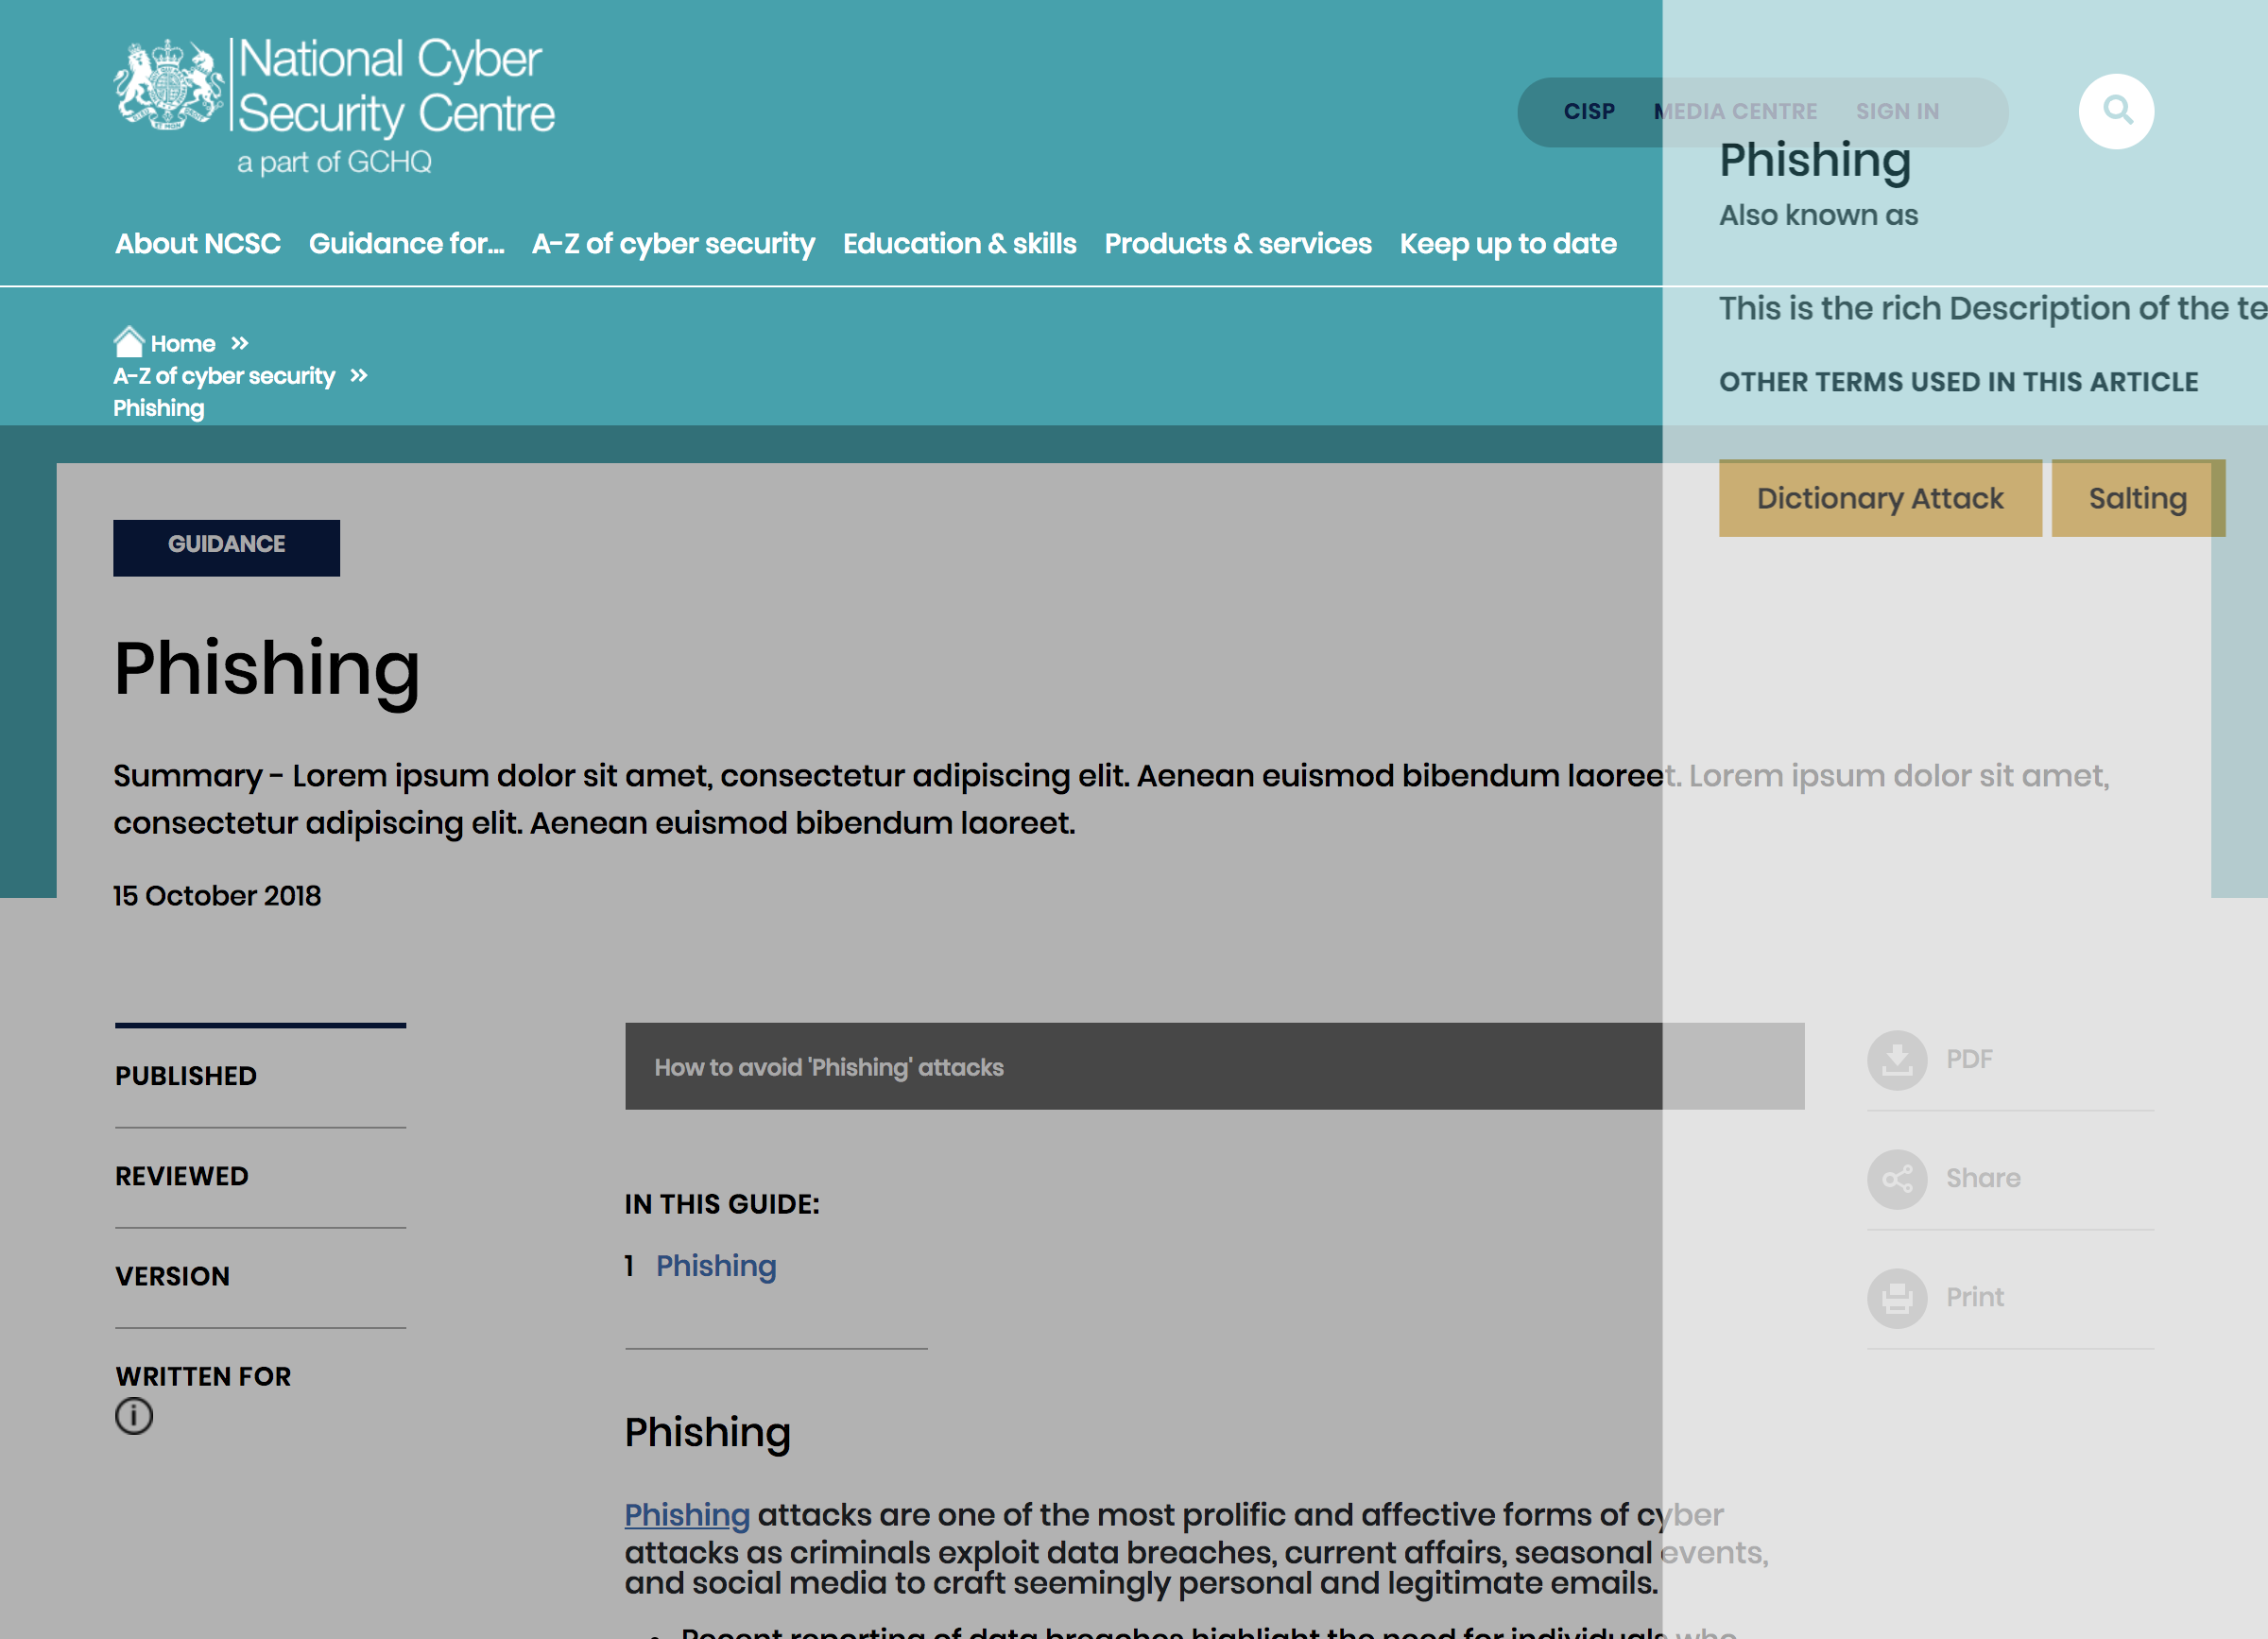 National Cyber
Security Centre
a part of GCHQ
CISP MEDIA CENTRE SIGN IN
About NCSC Guidance for... A-Z of cyber security Education & skills Products & services Keep up to date
Home »
A-Z of cyber security »
Phishing
Phishing
Also known as
This is the rich Description of the te
OTHER TERMS USED IN THIS ARTICLE
Dictionary Attack Salting
GUIDANCE
Phishing
Summary - Lorem ipsum dolor sit amet, consectetur adipiscing elit. Aenean euismod bibendum laoreet. Lorem ipsum dolor sit amet,
consectetur adipiscing elit. Aenean euismod bibendum laoreet.
15 October 2018
PUBLISHED
REVIEWED
VERSION
WRITTEN FOR
i
How to avoid 'Phishing' attacks
IN THIS GUIDE:
1 Phishing
Phishing
Phishing attacks are one of the most prolific and affective forms of cyber
attacks as criminals exploit data breaches, current affairs, seasonal events,
and social media to craft seemingly personal and legitimate emails.
• Recent reporting of data breaches highlight the need for individuals who
PDF
Share
Print